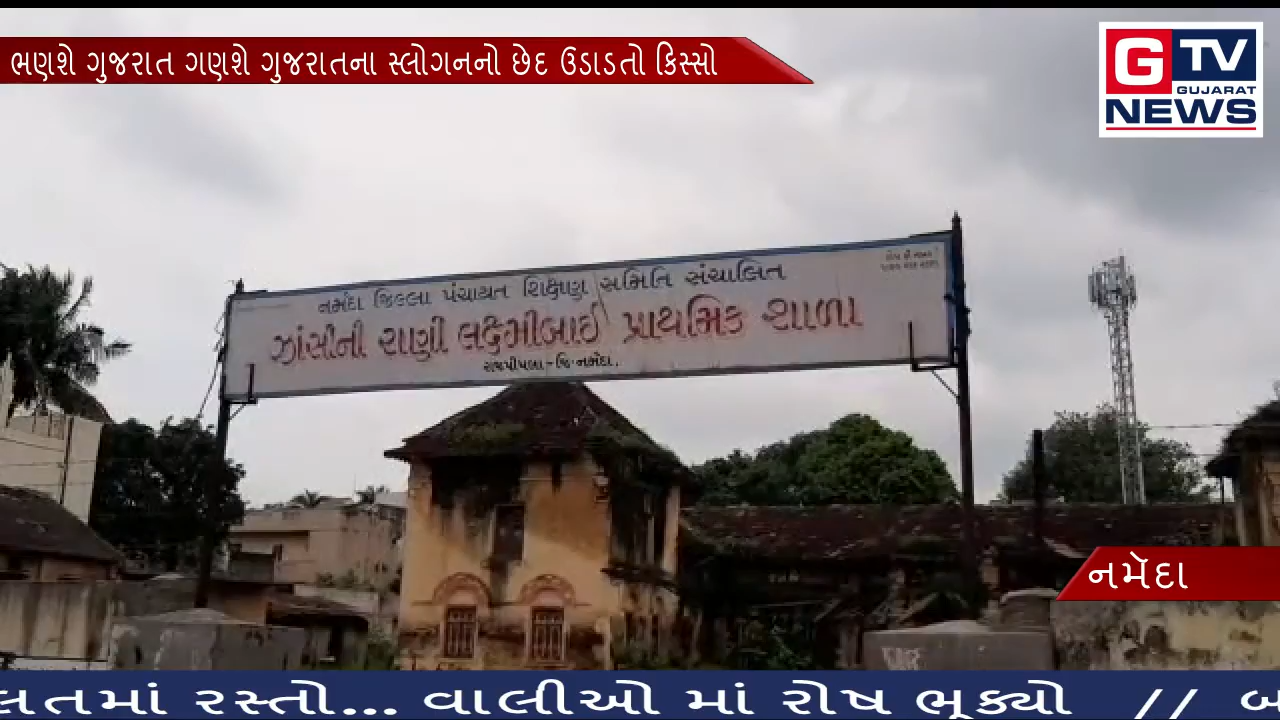 ભણશે ગુજરાત ગણશે ગુજરાતના સ્લોગનનો છેદ ઉડાડતો કિસ્સો
GTV
GUJARAT
NEWS
નર્મદા જિલ્લા પંચાયત શિક્ષણ સમિતિ સંચાલિત
ઝાંસીની રાણી લક્ષ્મીબાઈ પ્રાથમિક શાળા
રાજપીપલા - જિ.નર્મદા.
નર્મદા
લતમાં રસ્તો... વાલીઓ માં રોષ ભૂક્યો // બ